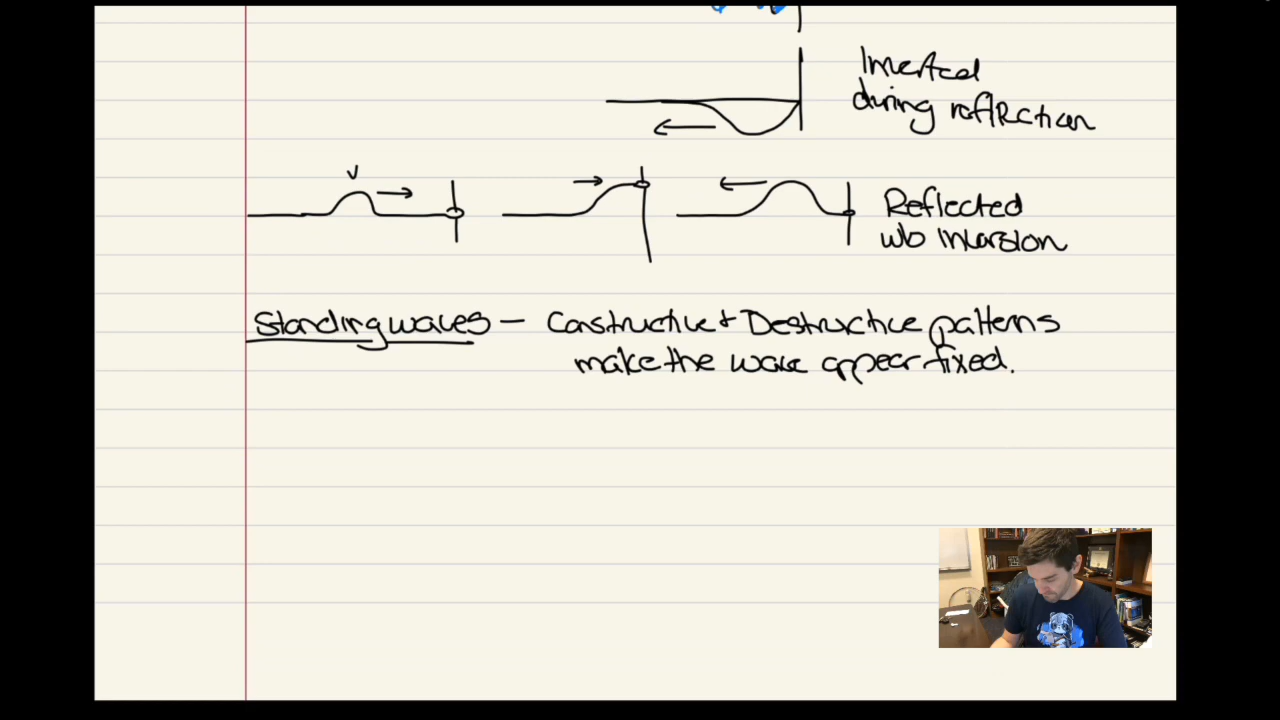 Inverted
during reflection
v
Reflected
w/o inversion
Standing waves – Constructive + Destructive patterns
make the wave appear fixed.